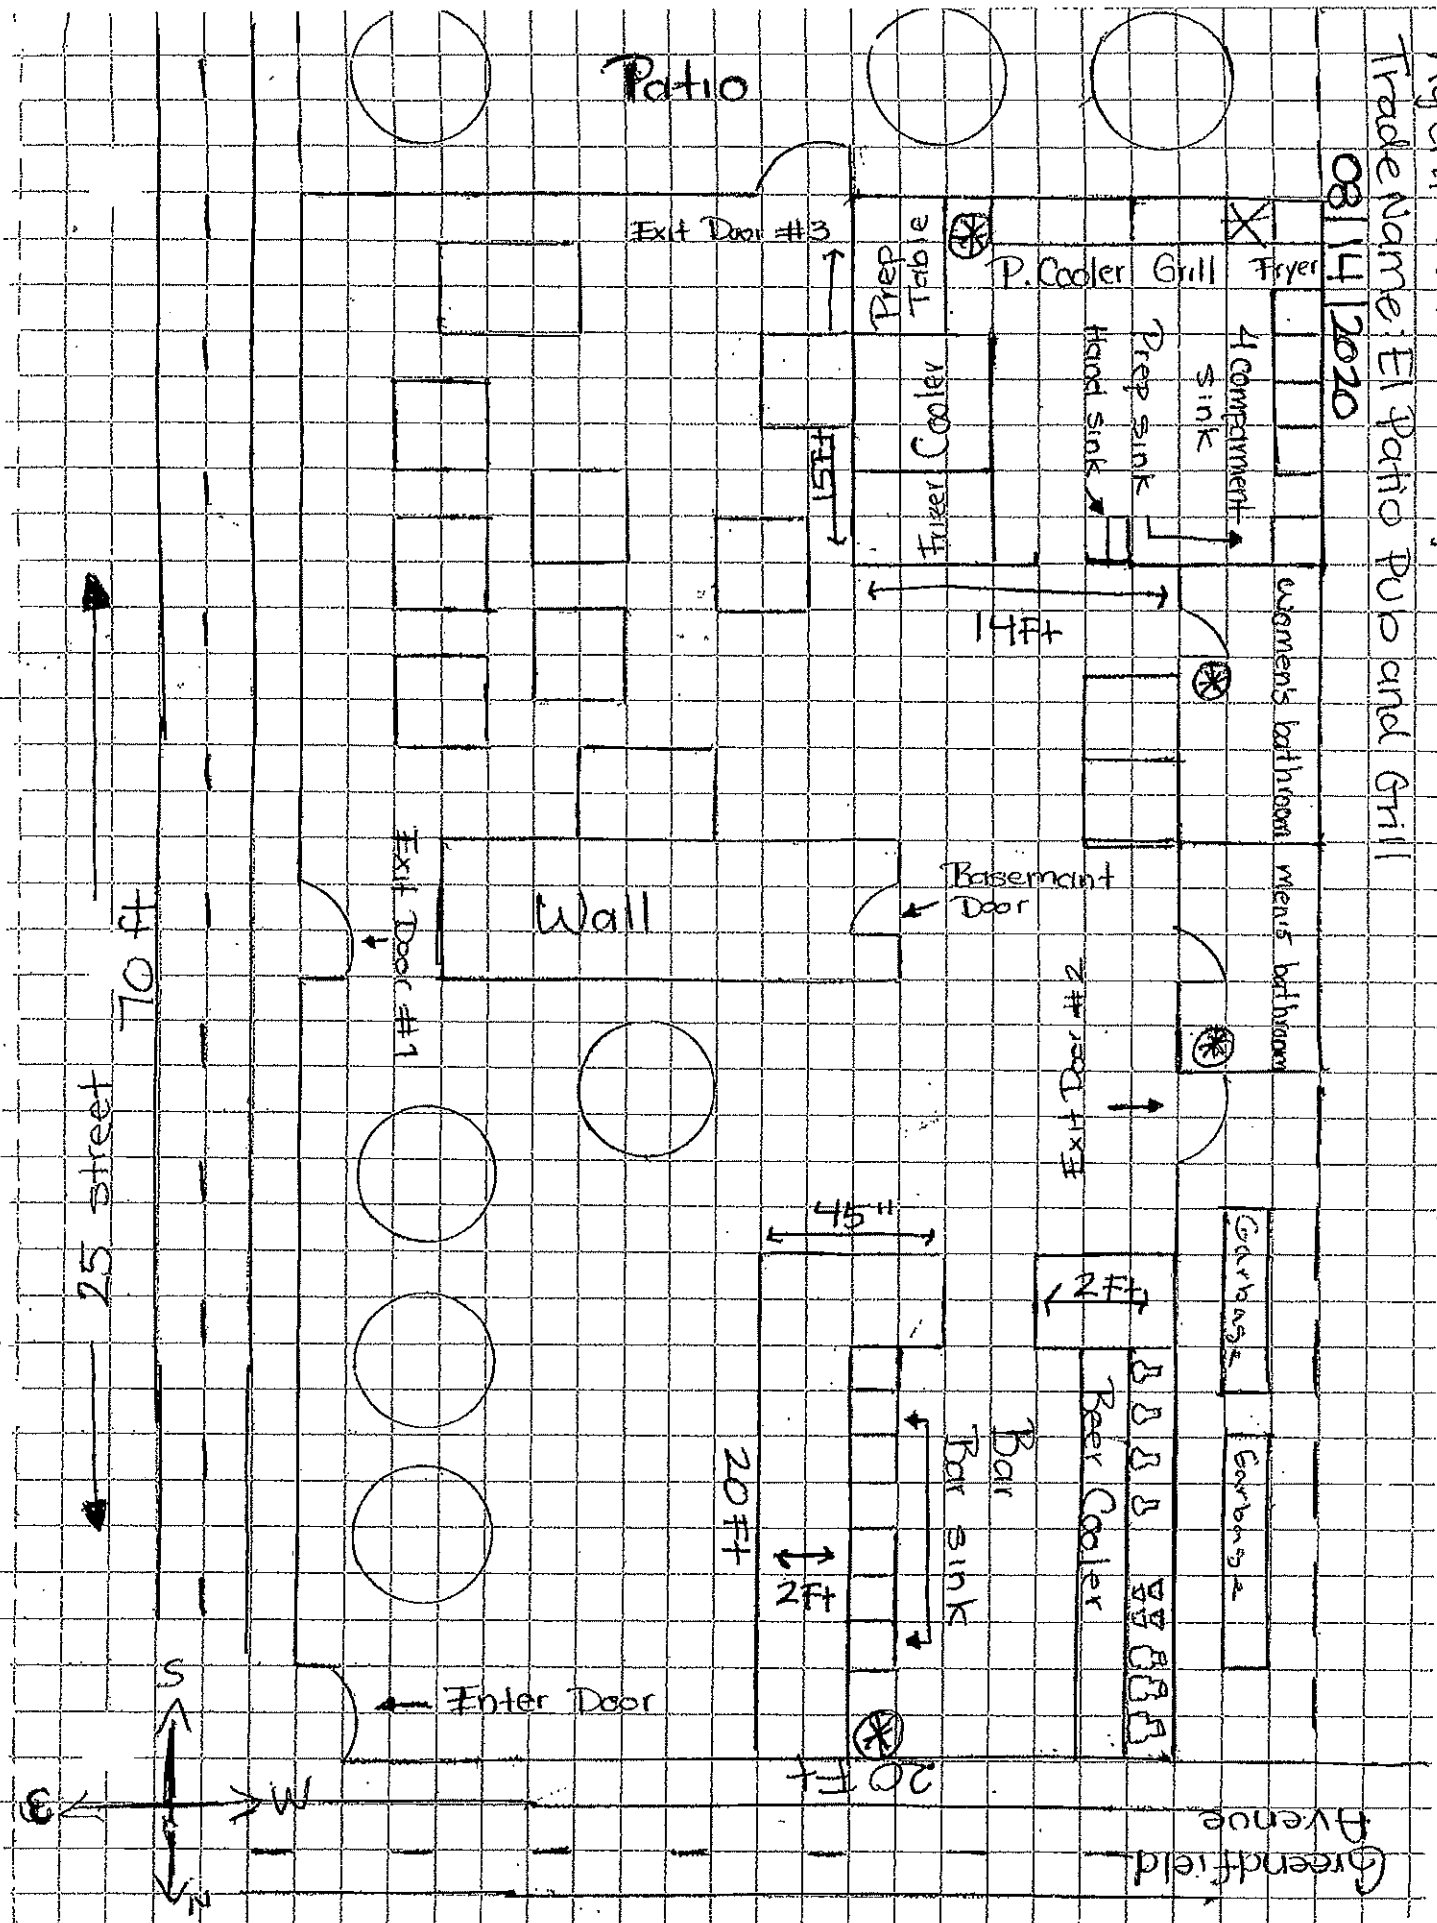 Trade Name: El Patio Pub and Grill
08/14/2020
Patio
Exit Door #3
Prep
Table
P. Cooler
Grill
Fryer
4 Comparment
sink
Prep sink
Hand sink
Cooler
Frizer
15Ft
14Ft
Women's bathroom
men's bathroom
Basemant
Door
Wall
Exit Door #1
Exit Door #2
70 ft
25 street
45"
2Ft
Garbage
Garbage
Beer Cooler
Bar
Bar sink
20Ft
2Ft
Enter Door
20 Ft
S
W
N
Greendfield
Avenue